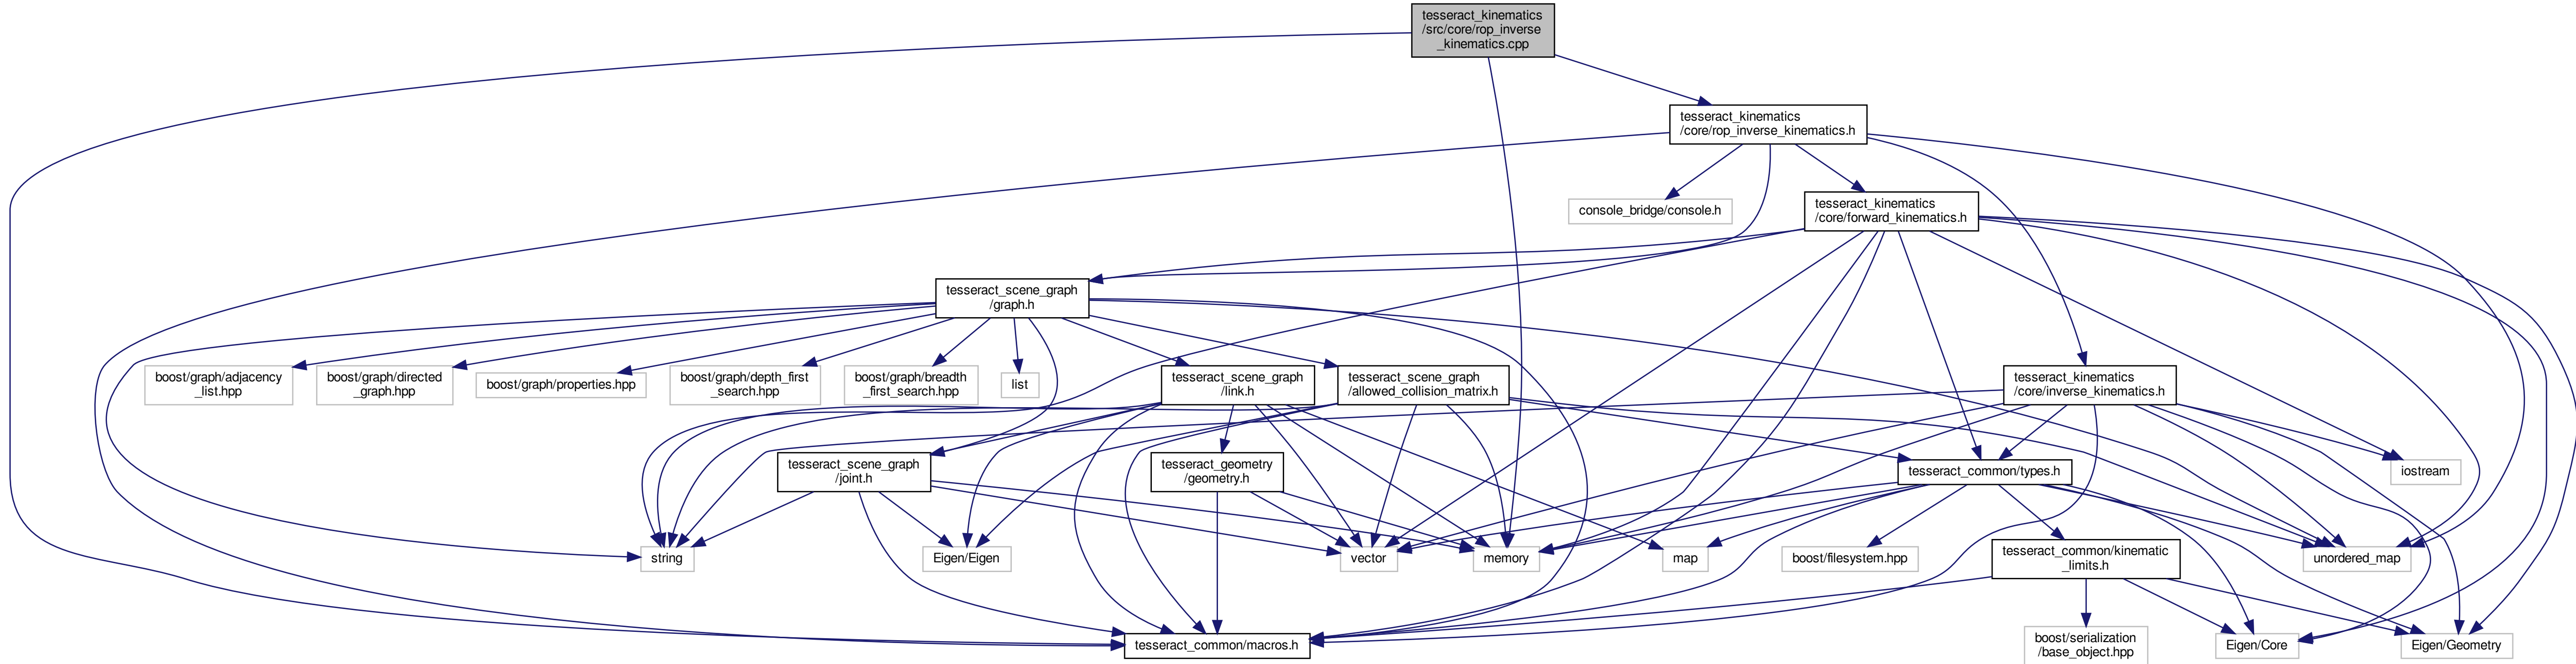 tesseract_kinematics
/src/core/rop_inverse
_kinematics.cpp
tesseract_kinematics
/core/rop_inverse_kinematics.h
console_bridge/console.h
tesseract_kinematics
/core/forward_kinematics.h
tesseract_scene_graph
/graph.h
boost/graph/adjacency
_list.hpp
boost/graph/directed
_graph.hpp
boost/graph/properties.hpp
boost/graph/depth_first
_search.hpp
boost/graph/breadth
_first_search.hpp
list
tesseract_scene_graph
/link.h
tesseract_scene_graph
/allowed_collision_matrix.h
tesseract_kinematics
/core/inverse_kinematics.h
tesseract_scene_graph
/joint.h
tesseract_geometry
/geometry.h
tesseract_common/types.h
iostream
string
Eigen/Eigen
vector
memory
map
boost/filesystem.hpp
tesseract_common/kinematic
_limits.h
unordered_map
tesseract_common/macros.h
boost/serialization
/base_object.hpp
Eigen/Core
Eigen/Geometry